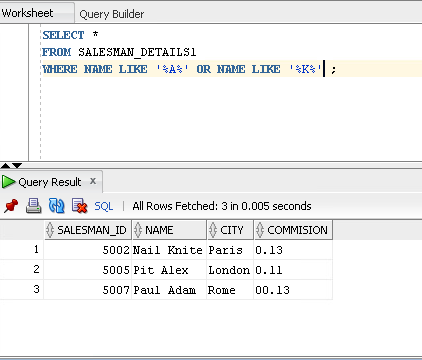 Worksheet Query Builder
SELECT *
FROM SALESMAN_DETAILS1
WHERE NAME LIKE '%A%' OR NAME LIKE '%K%' ;
Query Result x
SQL | All Rows Fetched: 3 in 0.005 seconds
SALESMAN_ID NAME CITY COMMISION
1 5002 Nail Knite Paris 0.13
2 5005 Pit Alex London 0.11
3 5007 Paul Adam Rome 00.13